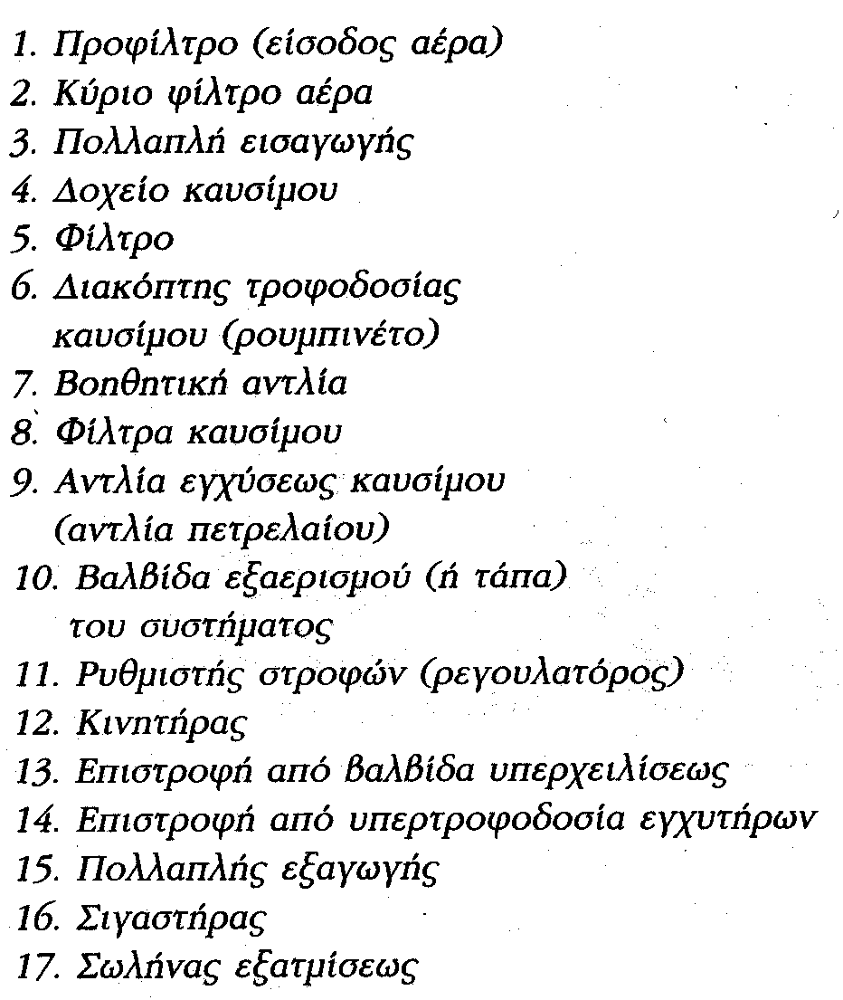 1. Προφίλτρο (είσοδος αέρα)
2. Κύριο φίλτρο αέρα
3. Πολλαπλή εισαγωγής
4. Δοχείο καυσίμου
5. Φίλτρο
6. Διακόπτης τροφοδοσίας
καυσίμου (ρουμπινέτο)
7. Βοηθητική αντλία
8. Φίλτρα καυσίμου
9. Αντλία εγχύσεως καυσίμου
(αντλία πετρελαίου)
10. Βαλβίδα εξαερισμού (ή τάπα)
του συστήματος
11. Ρυθμιστής στροφών (ρεγουλατόρος)
12. Κινητήρας
13. Επιστροφή από βαλβίδα υπερχειλίσεως
14. Επιστροφή από υπερτροφοδοσία εγχυτήρων
15. Πολλαπλής εξαγωγής
16. Σιγαστήρας
17. Σωλήνας εξατμίσεως